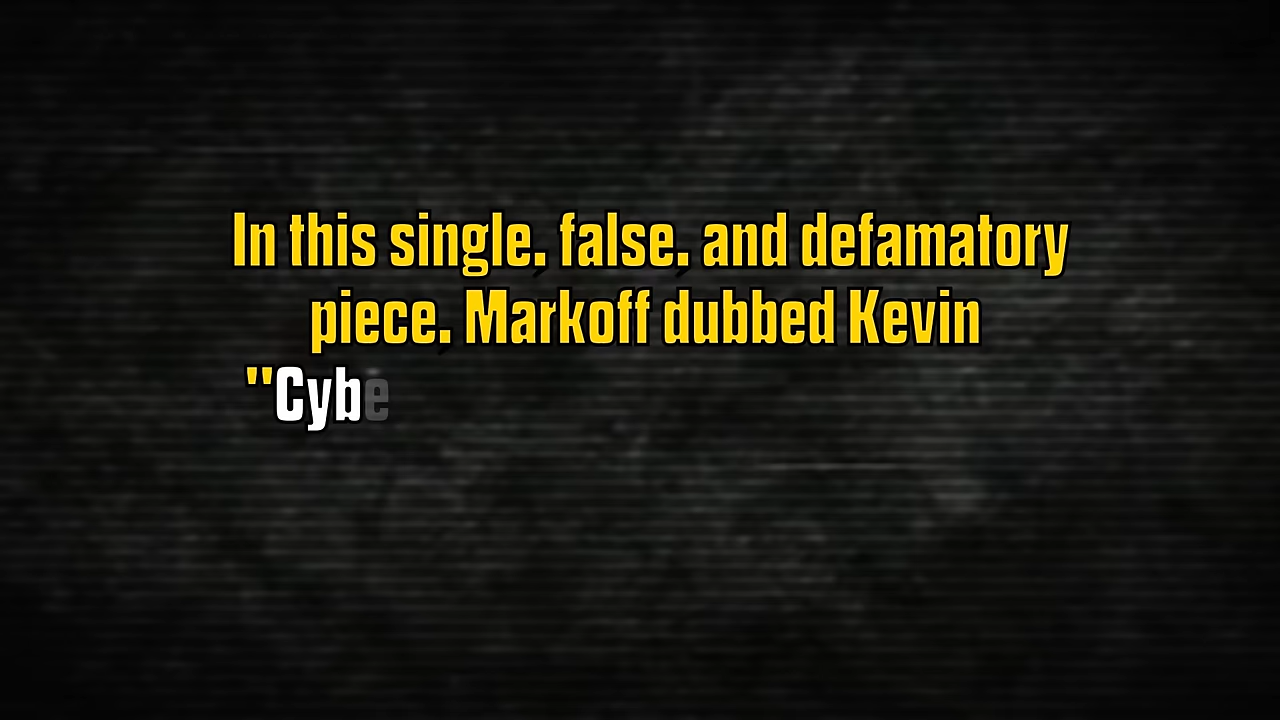 In this single, false, and defamatory
piece, Markoff dubbed Kevin
"Cybe